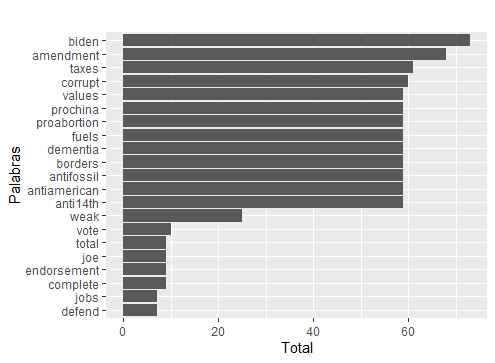 biden
amendment
taxes
corrupt
values
prochina
proabortion
fuels
dementia
borders
antifossil
antiamerican
anti14th
weak
vote
total
joe
endorsement
complete
jobs
defend
Palabras
0 20 40 60
Total